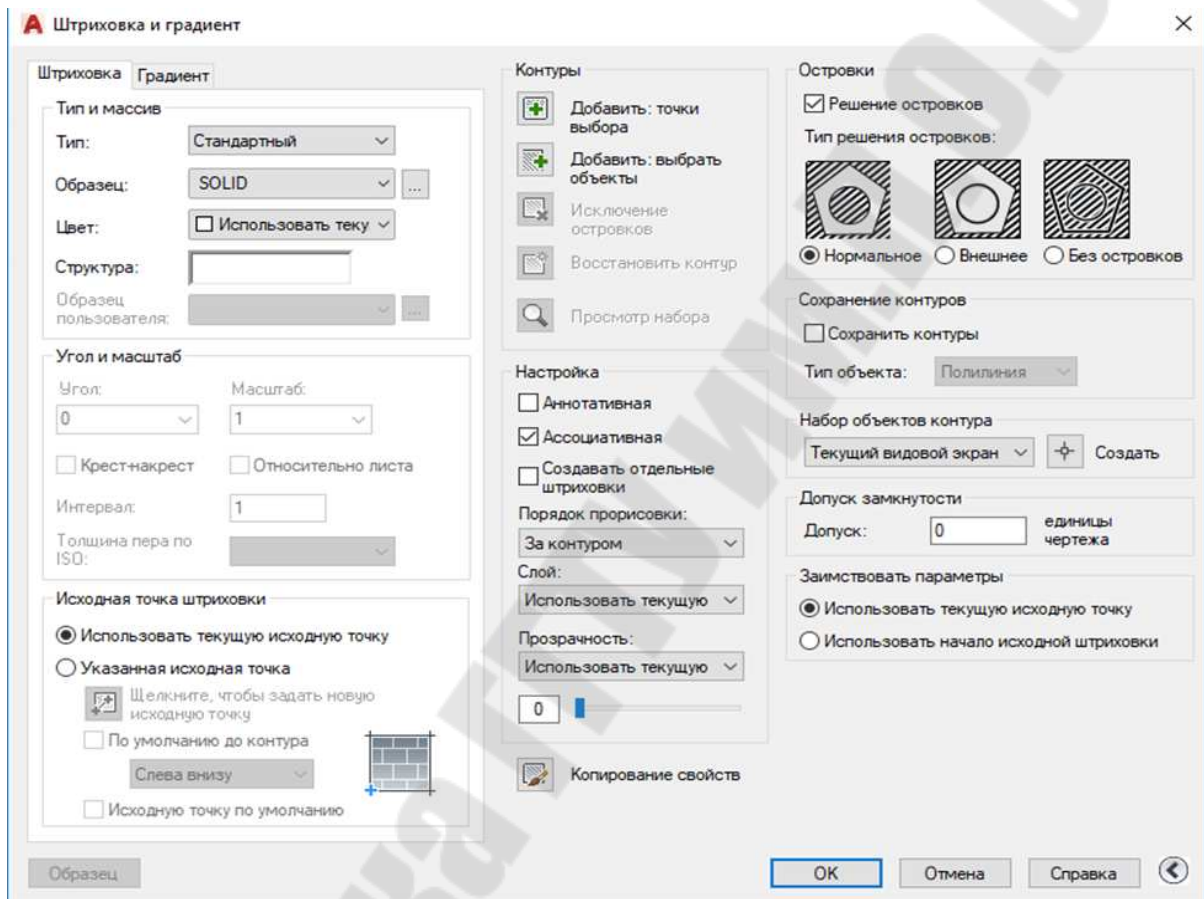 Штриховка и градиент
Штриховка
Градиент
Тип и массив
Тип:
Стандартный
Образец:
SOLID
...
Цвет:
Использовать теку
Структура:
Образец
пользователя:
...
Угол и масштаб
Угол:
Масштаб:
0
1
Крест-накрест
Относительно листа
Интервал:
1
Толщина пера по
ISO:
Исходная точка штриховки
Использовать текущую исходную точку
Указанная исходная точка
Щелкните, чтобы задать новую
исходную точку
По умолчанию до контура
Слева внизу
Исходную точку по умолчанию
Образец
Контуры
Добавить: точки
выбора
Добавить: выбрать
объекты
Исключение
островков
Восстановить контур
Просмотр набора
Настройка
Аннотативная
Ассоциативная
Создавать отдельные
штриховки
Порядок прорисовки:
За контуром
Слой:
Использовать текущую
Прозрачность:
Использовать текущую
0
Копирование свойств
Островки
Решение островков
Тип решения островков:
Нормальное
Внешнее
Без островков
Сохранение контуров
Сохранить контуры
Тип объекта:
Полилиния
Набор объектов контура
Текущий видовой экран
Создать
Допуск замкнутости
Допуск:
0
единицы
чертежа
Заимствовать параметры
Использовать текущую исходную точку
Использовать начало исходной штриховки
OK
Отмена
Справка